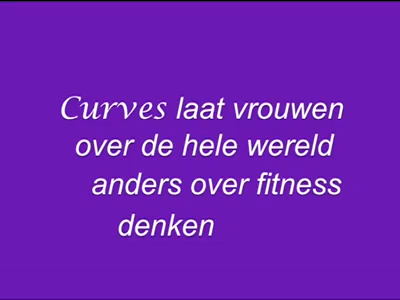 Curves laat vrouwen
over de hele wereld
anders over fitness
denken